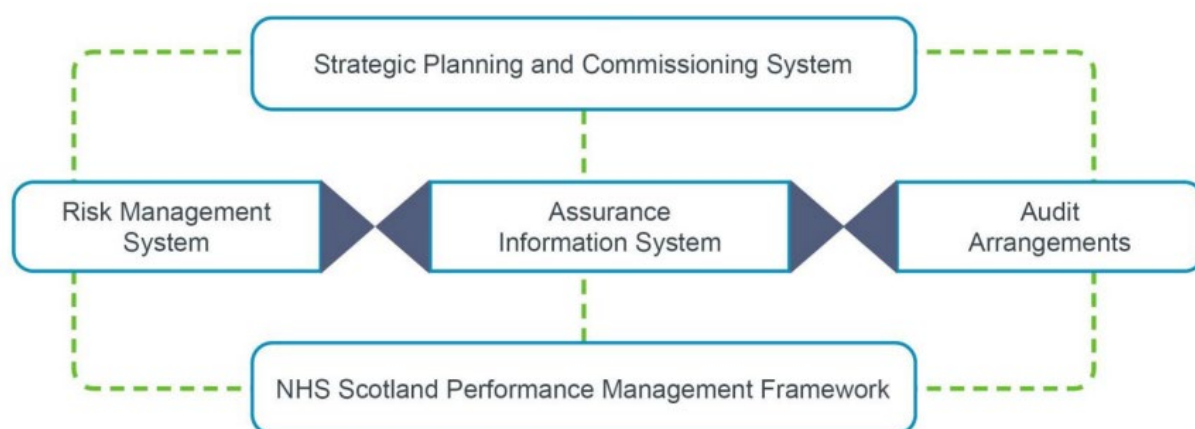 Strategic Planning and Commissioning System
Risk Management
System
Assurance
Information System
Audit
Arrangements
NHS Scotland Performance Management Framework